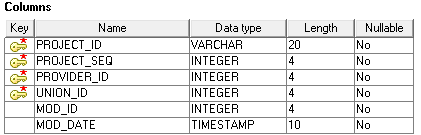 Columns
Key Name Data type Length Nullable
PROJECT_ID VARCHAR 20 No
PROJECT_SEQ INTEGER 4 No
PROVIDER_ID INTEGER 4 No
UNION_ID INTEGER 4 No
MOD_ID INTEGER 4 No
MOD_DATE TIMESTAMP 10 No